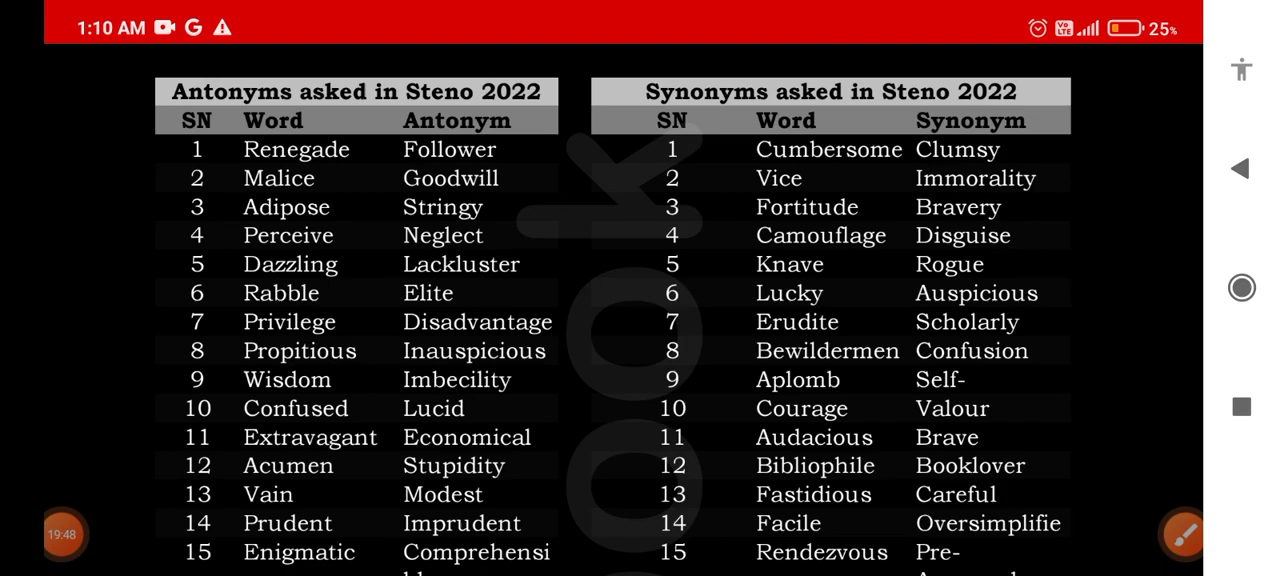 1:10 AM
Vo LTE 25%
Antonyms asked in Steno 2022
SN Word Antonym
1 Renegade Follower
2 Malice Goodwill
3 Adipose Stringy
4 Perceive Neglect
5 Dazzling Lackluster
6 Rabble Elite
7 Privilege Disadvantage
8 Propitious Inauspicious
9 Wisdom Imbecility
10 Confused Lucid
11 Extravagant Economical
12 Acumen Stupidity
13 Vain Modest
14 Prudent Imprudent
15 Enigmatic Comprehensi
Synonyms asked in Steno 2022
SN Word Synonym
1 Cumbersome Clumsy
2 Vice Immorality
3 Fortitude Bravery
4 Camouflage Disguise
5 Knave Rogue
6 Lucky Auspicious
7 Erudite Scholarly
8 Bewildermen Confusion
9 Aplomb Self-
10 Courage Valour
11 Audacious Brave
12 Bibliophile Booklover
13 Fastidious Careful
14 Facile Oversimplifie
15 Rendezvous Pre-
19:48